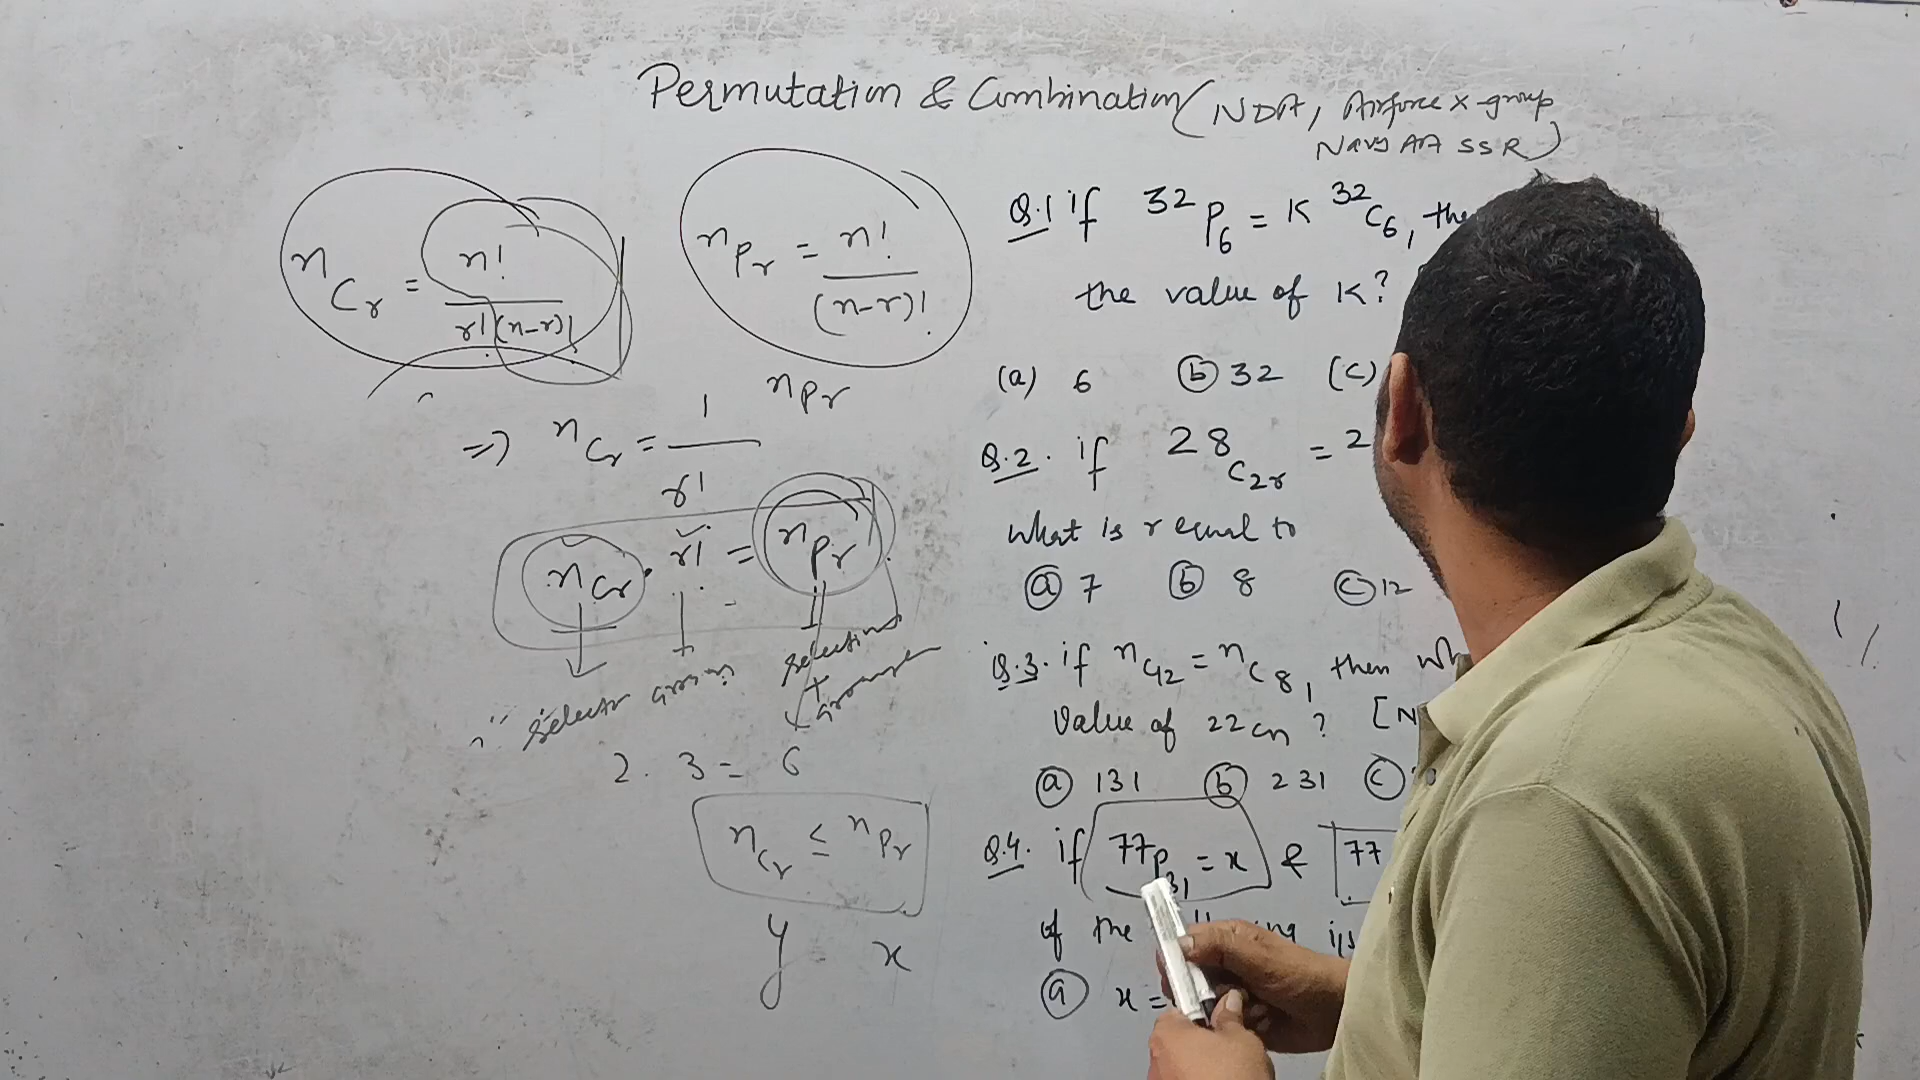 Permutation & Combination (NDA, Airforce X-group
Navy AA SSR)
nCr = n! / r!(n-r)!
nPr = n! / (n-r)!
=> nCr = 1/r! nPr
nCr . r! = nPr
selection
+
2 . 3 = 6
nCr ≤ nPr
y x
Q.1 if 32P6 = K 32C6, the
the value of K?
(a) 6 (b) 32 (c)
Q.2. if 28C2r = 2
what is r equal to
(a) 7 (b) 8 (c) 12
Q.3. if nC12 = nC8, then wh
Value of 22Cn ? [N
(a) 131 (b) 231 (c)
Q.4. if 77P31 = x & 77
of the is
(a) x =